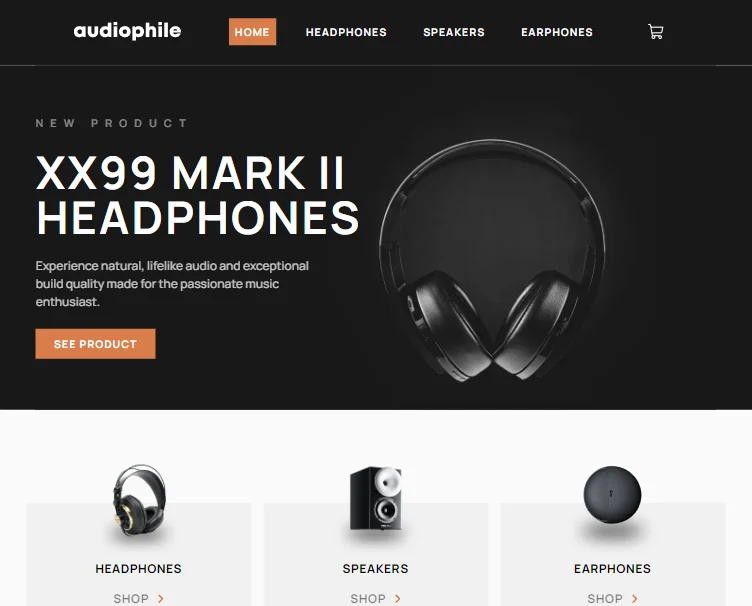 audiophile
HOME
HEADPHONES
SPEAKERS
EARPHONES
NEW PRODUCT
XX99 MARK II
HEADPHONES
Experience natural, lifelike audio and exceptional
build quality made for the passionate music
enthusiast.
SEE PRODUCT
HEADPHONES
SPEAKERS
EARPHONES
SHOP
SHOP
SHOP